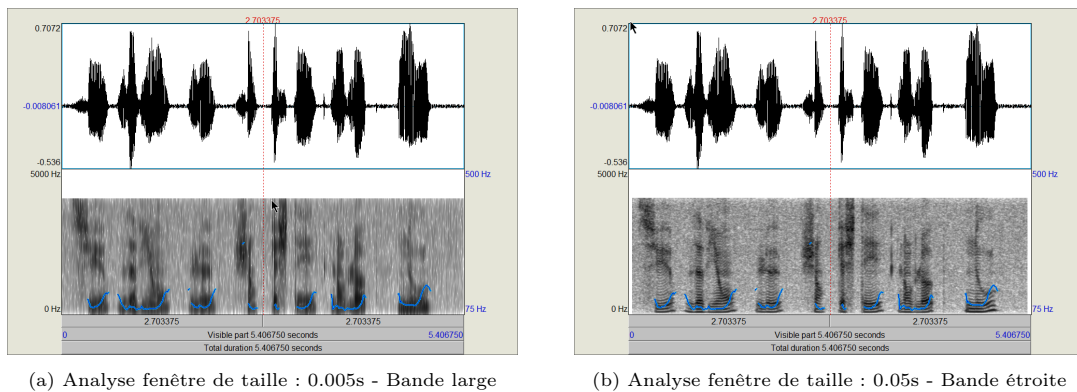 2.703375
0.7072
-0.008061
-0.536
5000 Hz
500 Hz
0 Hz
75 Hz
2.703375
2.703375
0
Visible part 5.406750 seconds
5.406750
Total duration 5.406750 seconds
(a) Analyse fenêtre de taille : 0.005s - Bande large
2.703375
0.7072
-0.008061
-0.536
5000 Hz
500 Hz
0 Hz
75 Hz
2.703375
2.703375
0
Visible part 5.406750 seconds
5.406750
Total duration 5.406750 seconds
(b) Analyse fenêtre de taille : 0.05s - Bande étroite